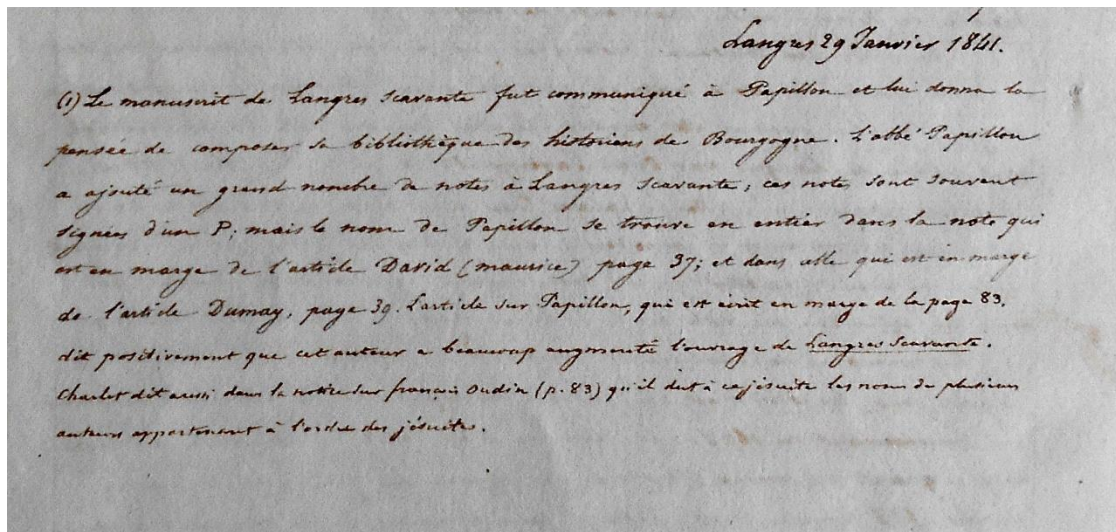 Langres 29 Janvier 1841.
(1) Le manuscrit de Langres scavante fut communiqué à Papillon et lui donna la
pensée de composer sa bibliothèque des historiens de Bourgogne. L'abbé Papillon
a ajouté un grand nombre de notes à Langres scavante; ces notes sont souvent
signées d'un P; mais le nom de Papillon se trouve en entier dans la note qui
est en marge de l'article David (maurice) page 37; et dans celle qui est en marge
de l'article Dumay, page 39. L'article sur Papillon, qui est écrit en marge de la page 83,
dit positivement que cet auteur a beaucoup augmenté l'ouvrage de Langres Scavante.
Charlet dit aussi dans la notice sur françois Oudin (p. 83) qu'il dut à ce jésuite les noms de plusieurs
auteurs appartenant à l'ordre des jésuites.